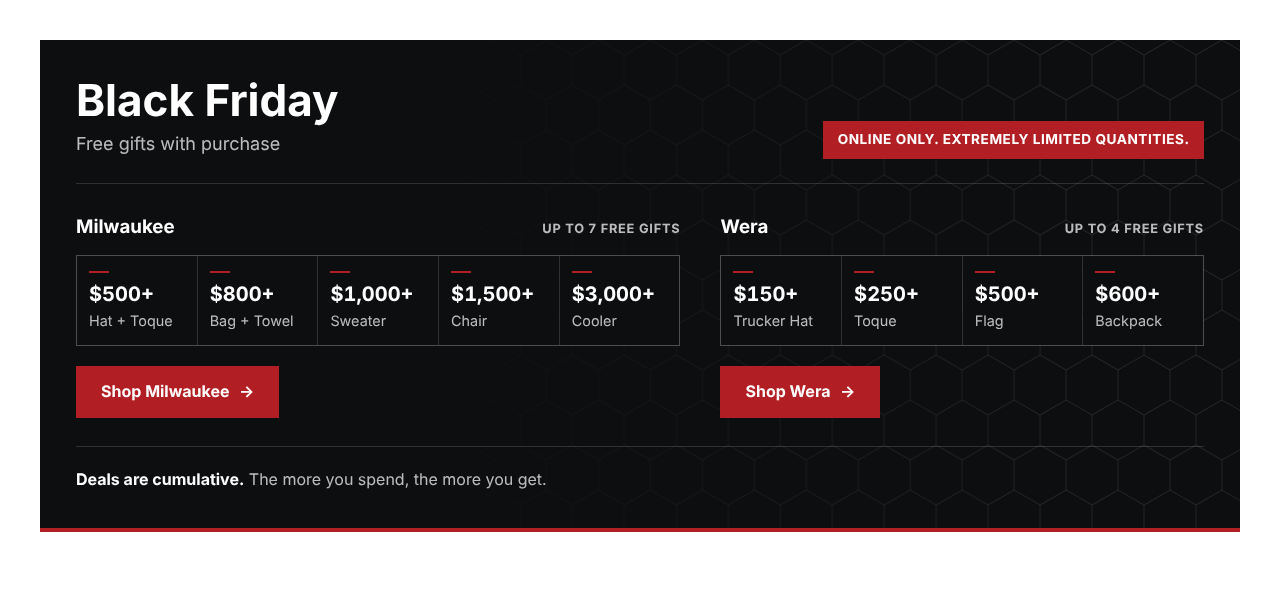 Black Friday
Free gifts with purchase
ONLINE ONLY. EXTREMELY LIMITED QUANTITIES.
Milwaukee
UP TO 7 FREE GIFTS
$500+
Hat + Toque
$800+
Bag + Towel
$1,000+
Sweater
$1,500+
Chair
$3,000+
Cooler
Shop Milwaukee →
Wera
UP TO 4 FREE GIFTS
$150+
Trucker Hat
$250+
Toque
$500+
Flag
$600+
Backpack
Shop Wera →
Deals are cumulative. The more you spend, the more you get.